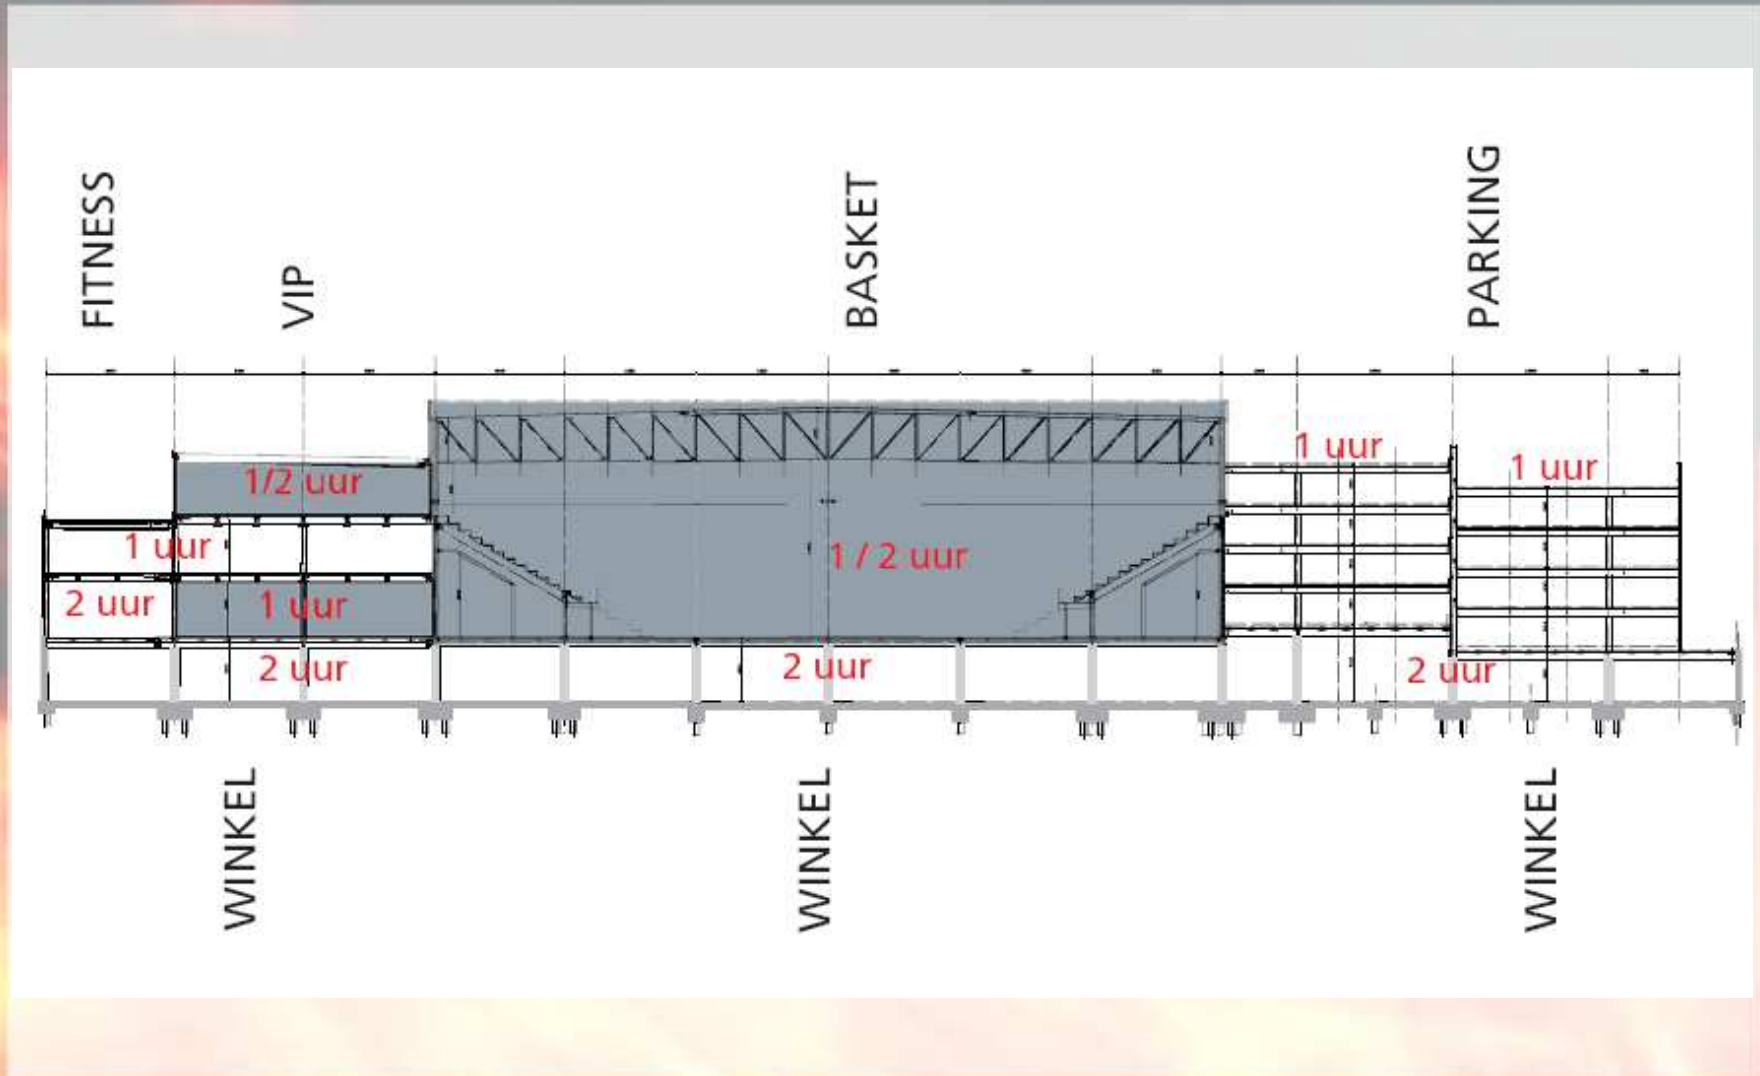 FITNESS
VIP
BASKET
PARKING
1 uur
1 uur
1/2 uur
1 uur
1 / 2 uur
2 uur
1 uur
2 uur
2 uur
2 uur
WINKEL
WINKEL
WINKEL